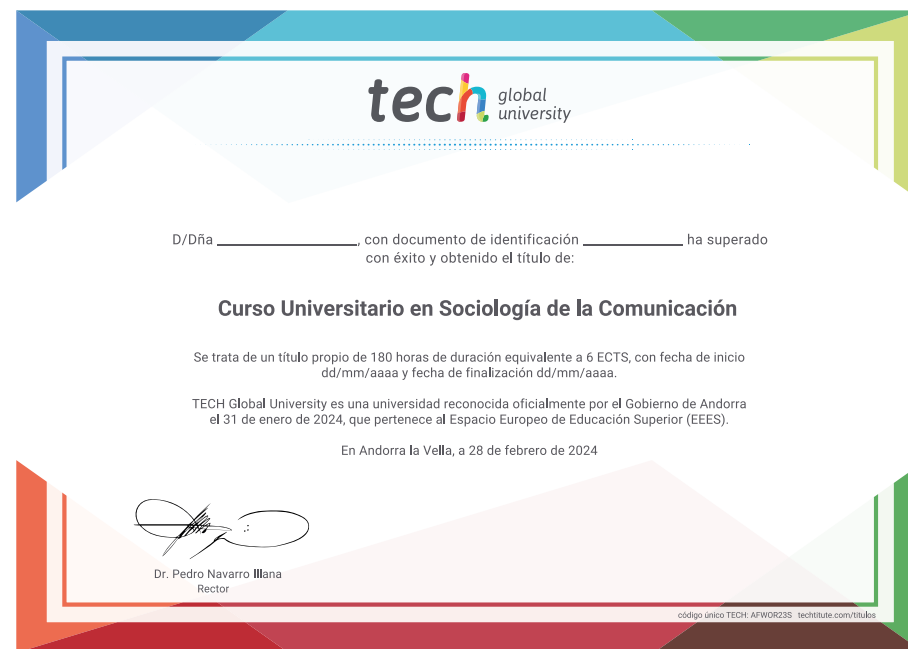 tech global university
D/Dña __________________, con documento de identificación _____________ ha superado
con éxito y obtenido el título de:
Curso Universitario en Sociología de la Comunicación
Se trata de un título propio de 180 horas de duración equivalente a 6 ECTS, con fecha de inicio
dd/mm/aaaa y fecha de finalización dd/mm/aaaa.
TECH Global University es una universidad reconocida oficialmente por el Gobierno de Andorra
el 31 de enero de 2024, que pertenece al Espacio Europeo de Educación Superior (EEES).
En Andorra la Vella, a 28 de febrero de 2024
Dr. Pedro Navarro Illana
Rector
código único TECH: AFWOR23S techtitute.com/titulos